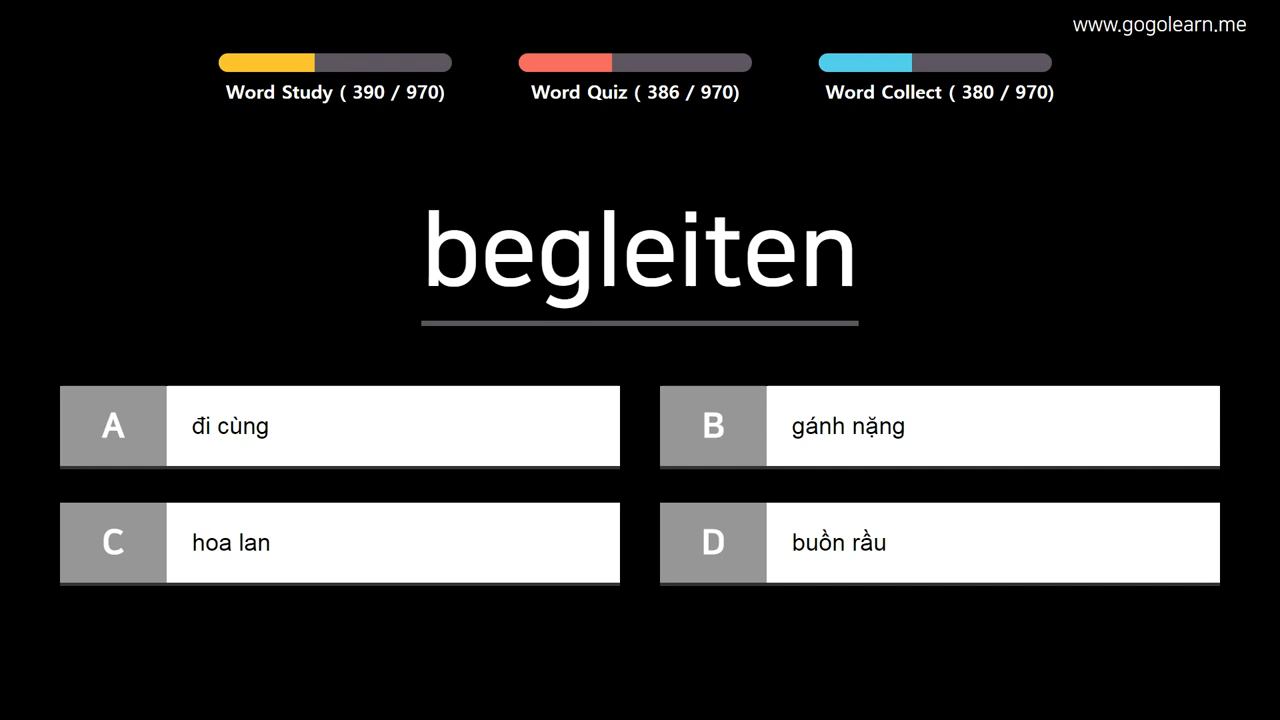 www.gogolearn.me
Word Study ( 390 / 970)
Word Quiz ( 386 / 970)
Word Collect ( 380 / 970)
begleiten
A đi cùng
B gánh nặng
C hoa lan
D buồn rầu